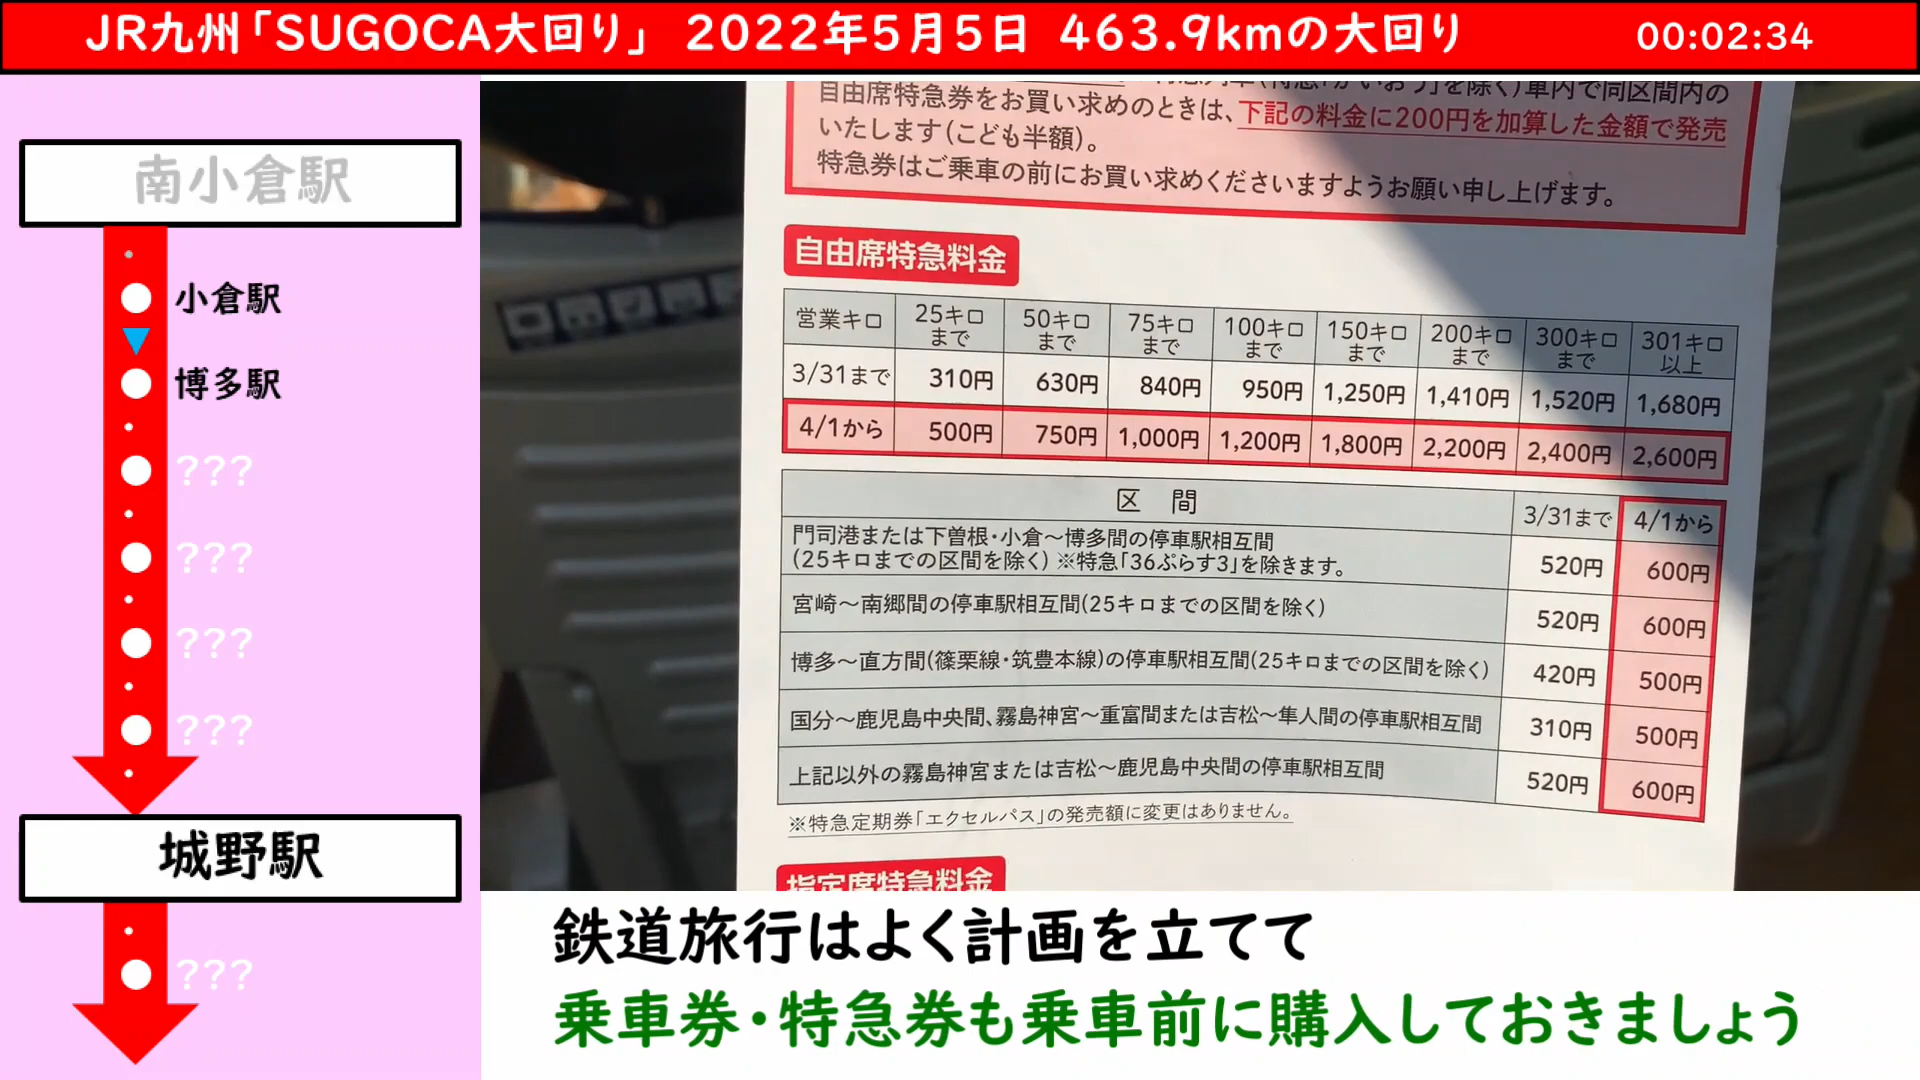 JR九州「SUGOCA大回り」 2022年5月5日 463.9kmの大回り
00:02:34
南小倉駅
小倉駅
博多駅
???
???
???
???
城野駅
???
自由席特急券をお買い求めのときは、下記の料金に200円を加算した金額で発売
いたします(こども半額)。
特急券はご乗車の前にお買い求めくださいますようお願い申し上げます。
自由席特急料金
営業キロ 25キロまで 50キロまで 75キロまで 100キロまで 150キロまで 200キロまで 300キロまで 301キロ以上
3/31まで 310円 630円 840円 950円 1,250円 1,410円 1,520円 1,680円
4/1から 500円 750円 1,000円 1,200円 1,800円 2,200円 2,400円 2,600円
区 間 3/31まで 4/1から
門司港または下曽根・小倉～博多間の停車駅相互間
(25キロまでの区間を除く)※特急「36ぷらす3」を除きます。 520円 600円
宮崎～南郷間の停車駅相互間(25キロまでの区間を除く) 520円 600円
博多～直方間(篠栗線・筑豊本線)の停車駅相互間(25キロまでの区間を除く) 420円 500円
国分～鹿児島中央間、霧島神宮～重富間または吉松～隼人間の停車駅相互間 310円 500円
上記以外の霧島神宮または吉松～鹿児島中央間の停車駅相互間 520円 600円
※特急定期券「エクセルパス」の発売額に変更はありません。
指定席特急料金
鉄道旅行はよく計画を立てて
乗車券・特急券も乗車前に購入しておきましょう